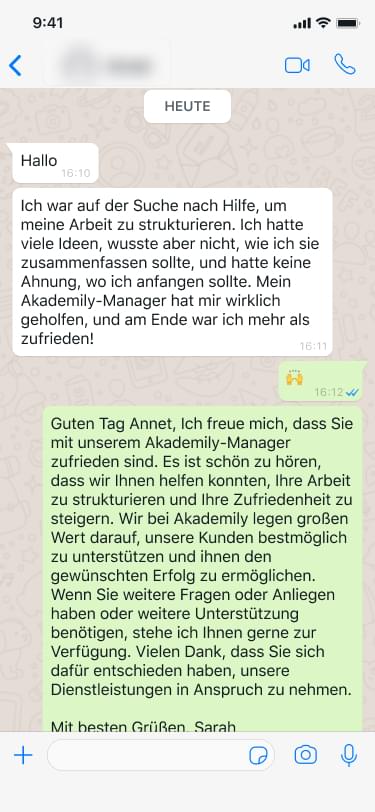 9:41
HEUTE
Hallo
16:10
Ich war auf der Suche nach Hilfe, um
meine Arbeit zu strukturieren. Ich hatte
viele Ideen, wusste aber nicht, wie ich sie
zusammenfassen sollte, und hatte keine
Ahnung, wo ich anfangen sollte. Mein
Akademily-Manager hat mir wirklich
geholfen, und am Ende war ich mehr als
zufrieden!
16:11
16:12
Guten Tag Annet, Ich freue mich, dass Sie
mit unserem Akademily-Manager
zufrieden sind. Es ist schön zu hören,
dass wir Ihnen helfen konnten, Ihre Arbeit
zu strukturieren und Ihre Zufriedenheit zu
steigern. Wir bei Akademily legen großen
Wert darauf, unsere Kunden bestmöglich
zu unterstützen und ihnen den
gewünschten Erfolg zu ermöglichen.
Wenn Sie weitere Fragen oder Anliegen
haben oder weitere Unterstützung
benötigen, stehe ich Ihnen gerne zur
Verfügung. Vielen Dank, dass Sie sich
dafür entschieden haben, unsere
Dienstleistungen in Anspruch zu nehmen.
Mit besten Grüßen, Sarah